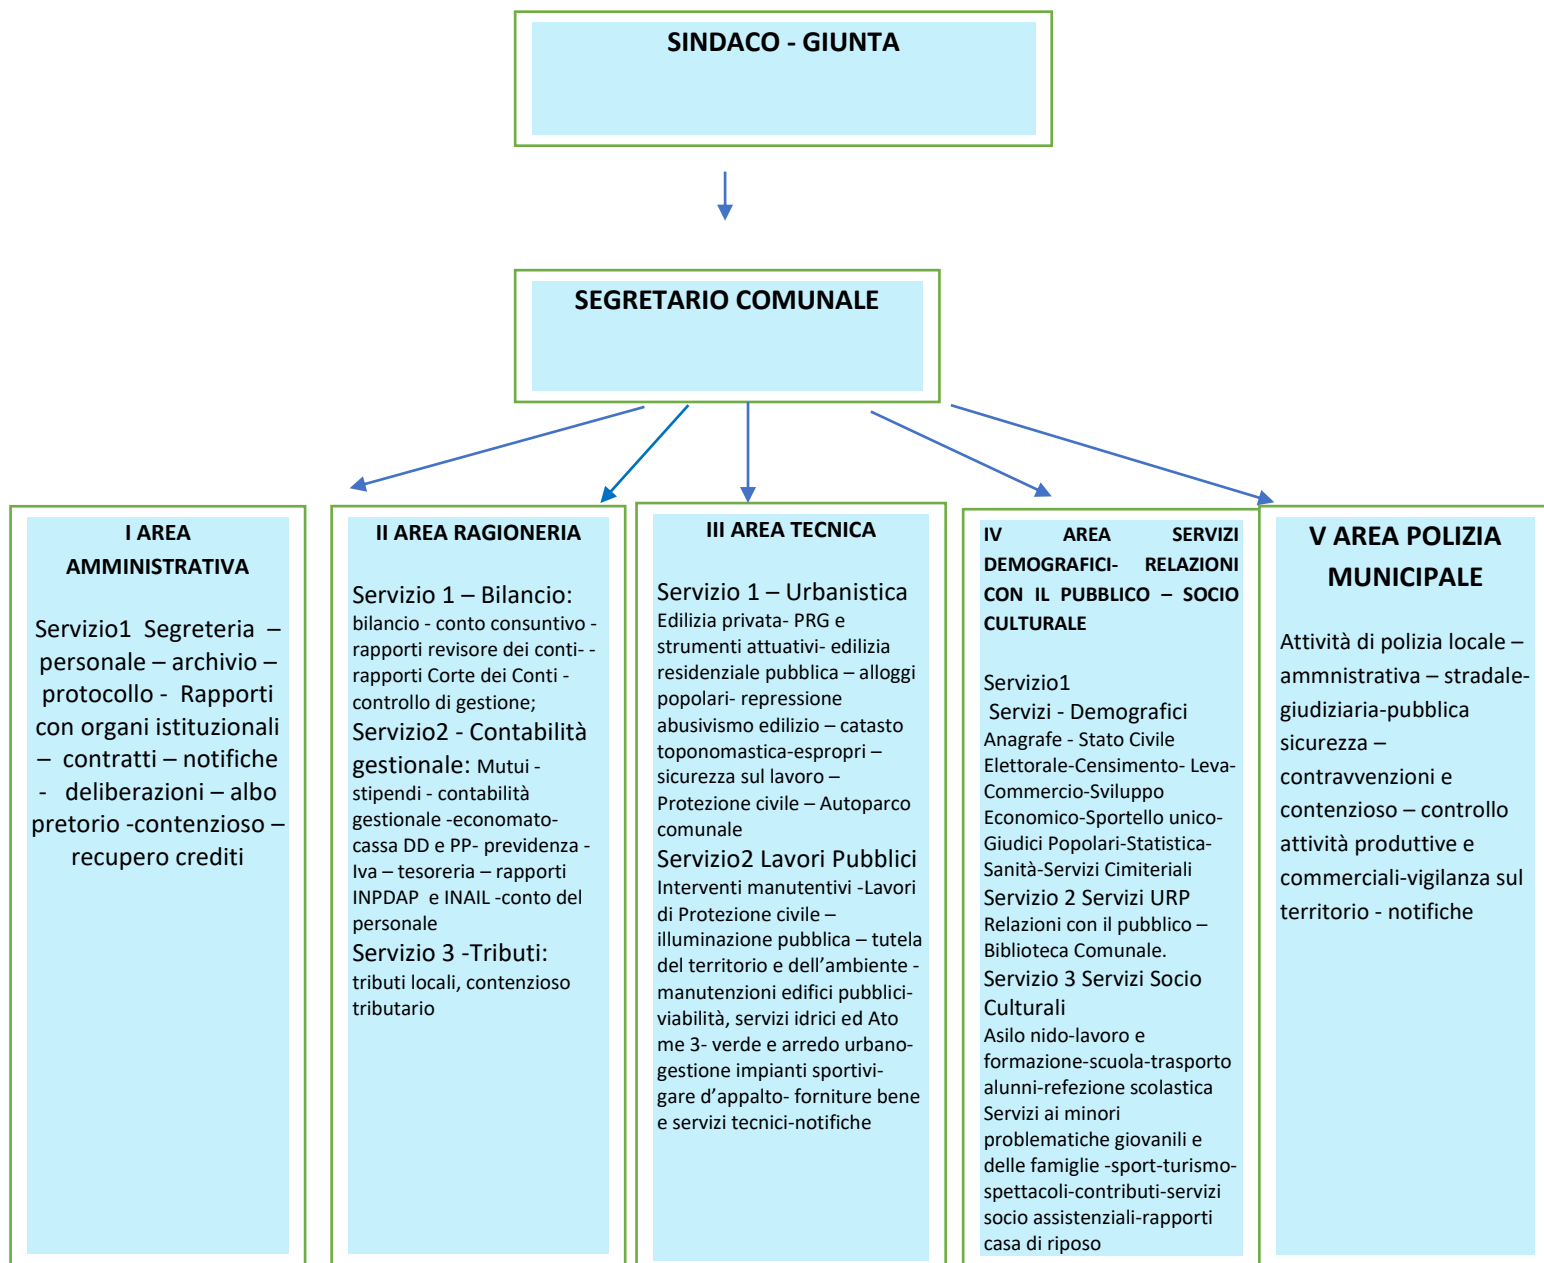 SINDACO - GIUNTA
SEGRETARIO COMUNALE
I AREA
AMMINISTRATIVA
Servizio1 Segreteria –
personale – archivio –
protocollo - Rapporti
con organi istituzionali
– contratti – notifiche
- deliberazioni – albo
pretorio -contenzioso –
recupero crediti
II AREA RAGIONERIA
Servizio 1 – Bilancio:
bilancio - conto consuntivo -
rapporti revisore dei conti- -
rapporti Corte dei Conti -
controllo di gestione;
Servizio2 - Contabilità
gestionale: Mutui -
stipendi - contabilità
gestionale -economato-
cassa DD e PP- previdenza -
Iva – tesoreria – rapporti
INPDAP e INAIL -conto del
personale
Servizio 3 -Tributi:
tributi locali, contenzioso
tributario
III AREA TECNICA
Servizio 1 – Urbanistica
Edilizia privata- PRG e
strumenti attuativi- edilizia
residenziale pubblica – alloggi
popolari- repressione
abusivismo edilizio – catasto
toponomastica-espropri –
sicurezza sul lavoro –
Protezione civile – Autoparco
comunale
Servizio2 Lavori Pubblici
Interventi manutentivi -Lavori
di Protezione civile –
illuminazione pubblica – tutela
del territorio e dell’ambiente -
manutenzioni edifici pubblici-
viabilità, servizi idrici ed Ato
me 3- verde e arredo urbano-
gestione impianti sportivi-
gare d’appalto- forniture bene
e servizi tecnici-notifiche
IV AREA SERVIZI
DEMOGRAFICI- RELAZIONI
CON IL PUBBLICO – SOCIO
CULTURALE
Servizio1
Servizi - Demografici
Anagrafe - Stato Civile
Elettorale-Censimento- Leva-
Commercio-Sviluppo
Economico-Sportello unico-
Giudici Popolari-Statistica-
Sanità-Servizi Cimiteriali
Servizio 2 Servizi URP
Relazioni con il pubblico –
Biblioteca Comunale.
Servizio 3 Servizi Socio
Culturali
Asilo nido-lavoro e
formazione-scuola-trasporto
alunni-refezione scolastica
Servizi ai minori
problematiche giovanili e
delle famiglie -sport-turismo-
spettacoli-contributi-servizi
socio assistenziali-rapporti
casa di riposo
V AREA POLIZIA
MUNICIPALE
Attività di polizia locale –
ammnistrativa – stradale-
giudiziaria-pubblica
sicurezza –
contravvenzioni e
contenzioso – controllo
attività produttive e
commerciali-vigilanza sul
territorio - notifiche